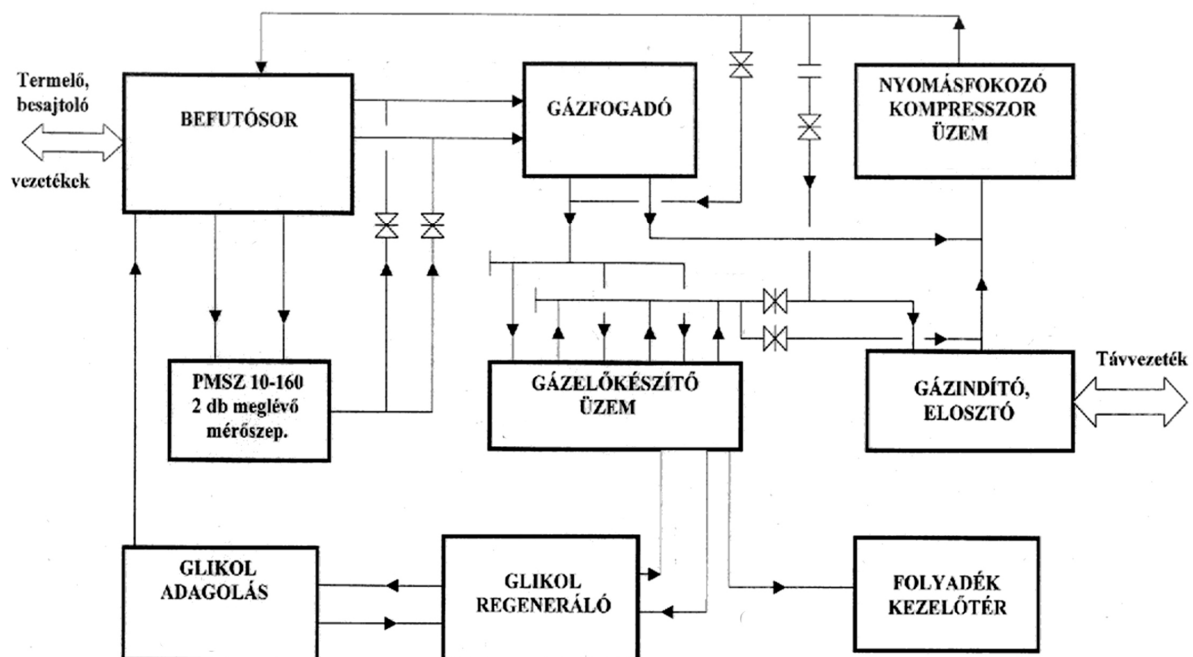 Termelő,
besajtoló
vezetékek
BEFUTÓSOR
GÁZFOGADÓ
NYOMÁSFOKOZÓ
KOMPRESSZOR
ÜZEM
PMSZ 10-160
2 db meglévő
mérőszep.
GÁZELŐKÉSZÍTŐ
ÜZEM
GÁZINDÍTÓ,
ELOSZTÓ
Távvezeték
GLIKOL
ADAGOLÁS
GLIKOL
REGENERÁLÓ
FOLYADÉK
KEZELŐTÉR